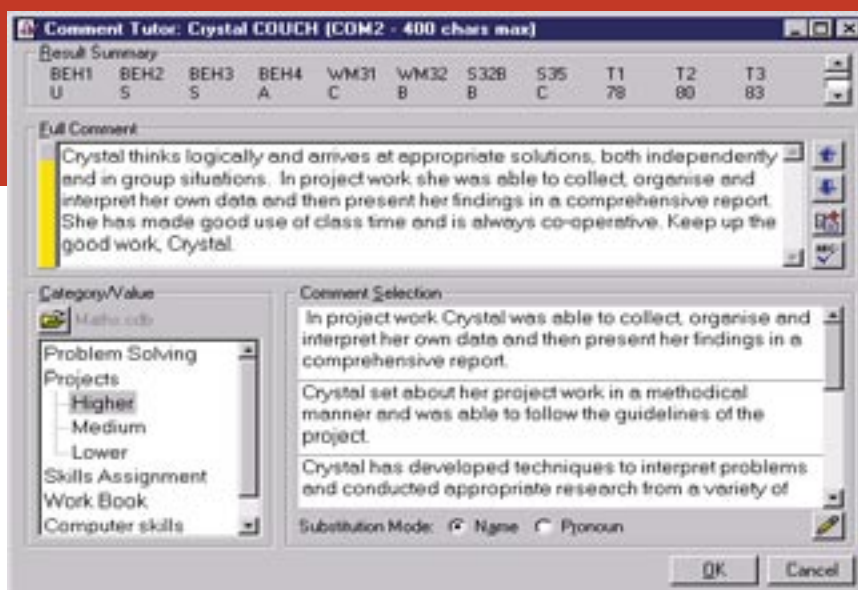 Comment Tutor: Crystal COUCH (COM2 - 400 chars max)
Result Summary
BEH1 BEH2 BEH3 BEH4 WM31 WM32 S32B S35 T1 T2 T3
U S S A C B B C 78 80 83
Full Comment
Crystal thinks logically and arrives at appropriate solutions, both independently
and in group situations. In project work she was able to collect, organise and
interpret her own data and then present her findings in a comprehensive report.
She has made good use of class time and is always co-operative. Keep up the
good work, Crystal.
Category/Value
Maths.cdb
Problem Solving
Projects
Higher
Medium
Lower
Skills Assignment
Work Book
Computer skills
Comment Selection
In project work Crystal was able to collect, organise and
interpret her own data and then present her findings in a
comprehensive report.
Crystal set about her project work in a methodical
manner and was able to follow the guidelines of the
project.
Crystal has developed techniques to interpret problems
and conducted appropriate research from a variety of
Substitution Mode: Name Pronoun
OK Cancel